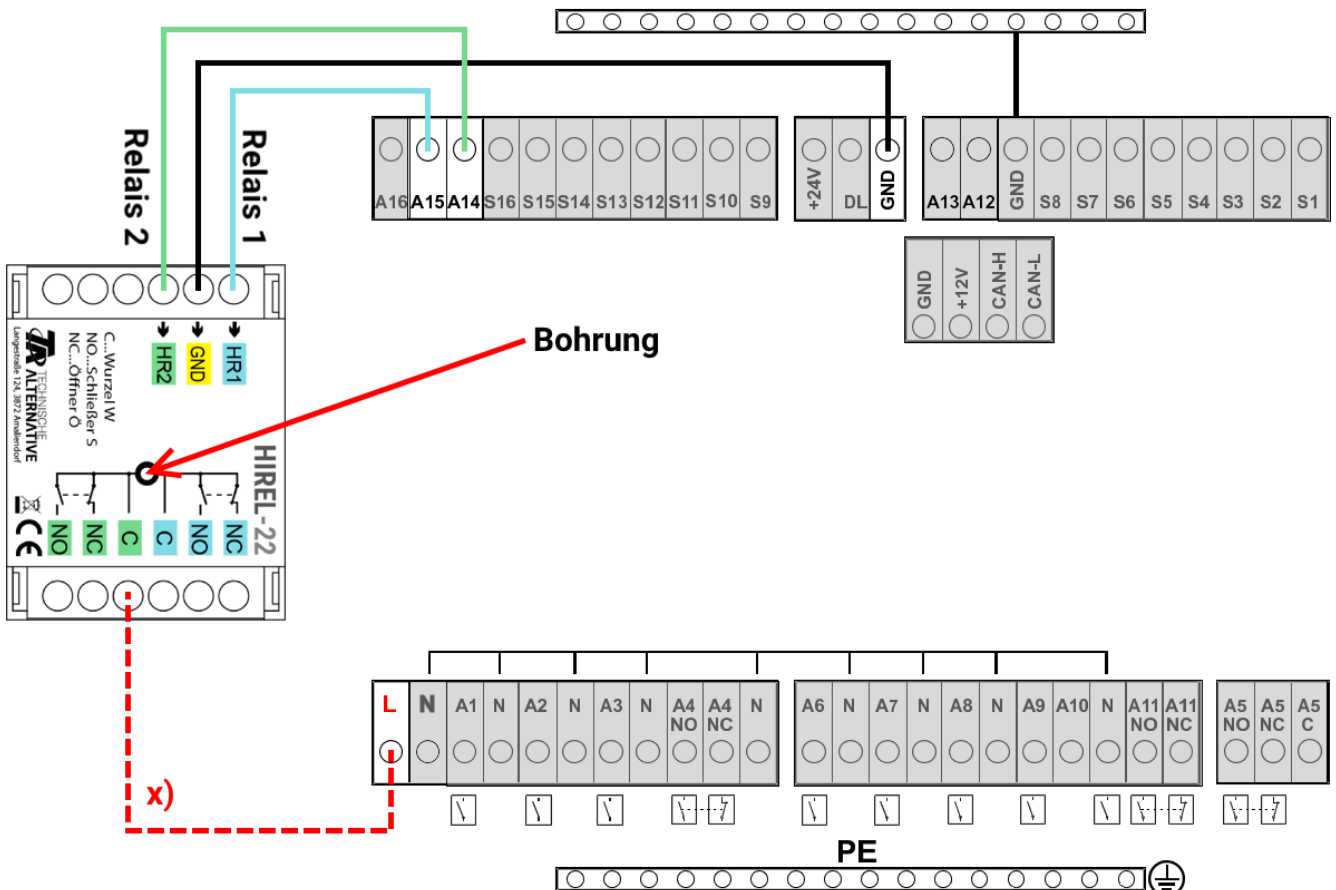 Relais 2
Relais 1
A16 A15 A14 S16 S15 S14 S13 S12 S11 S10 S9
+24V DL GND
A13 A12 GND S8 S7 S6 S5 S4 S3 S2 S1
GND +12V CAN-H CAN-L
HR2 GND HR1
Bohrung
C...Wurzel W
NO...Schließer S
NC...Öffner Ö
TA TECHNISCHE
ALTERNATIVE
Langestraße 124, 3872 Amaliendorf
HIREL-22
CE
NO NC C C NO NC
x)
L N A1 N A2 N A3 N A4 NO A4 NC N
A6 N A7 N A8 N A9 A10 N A11 NO A11 NC
A5 NO A5 NC A5 C
PE